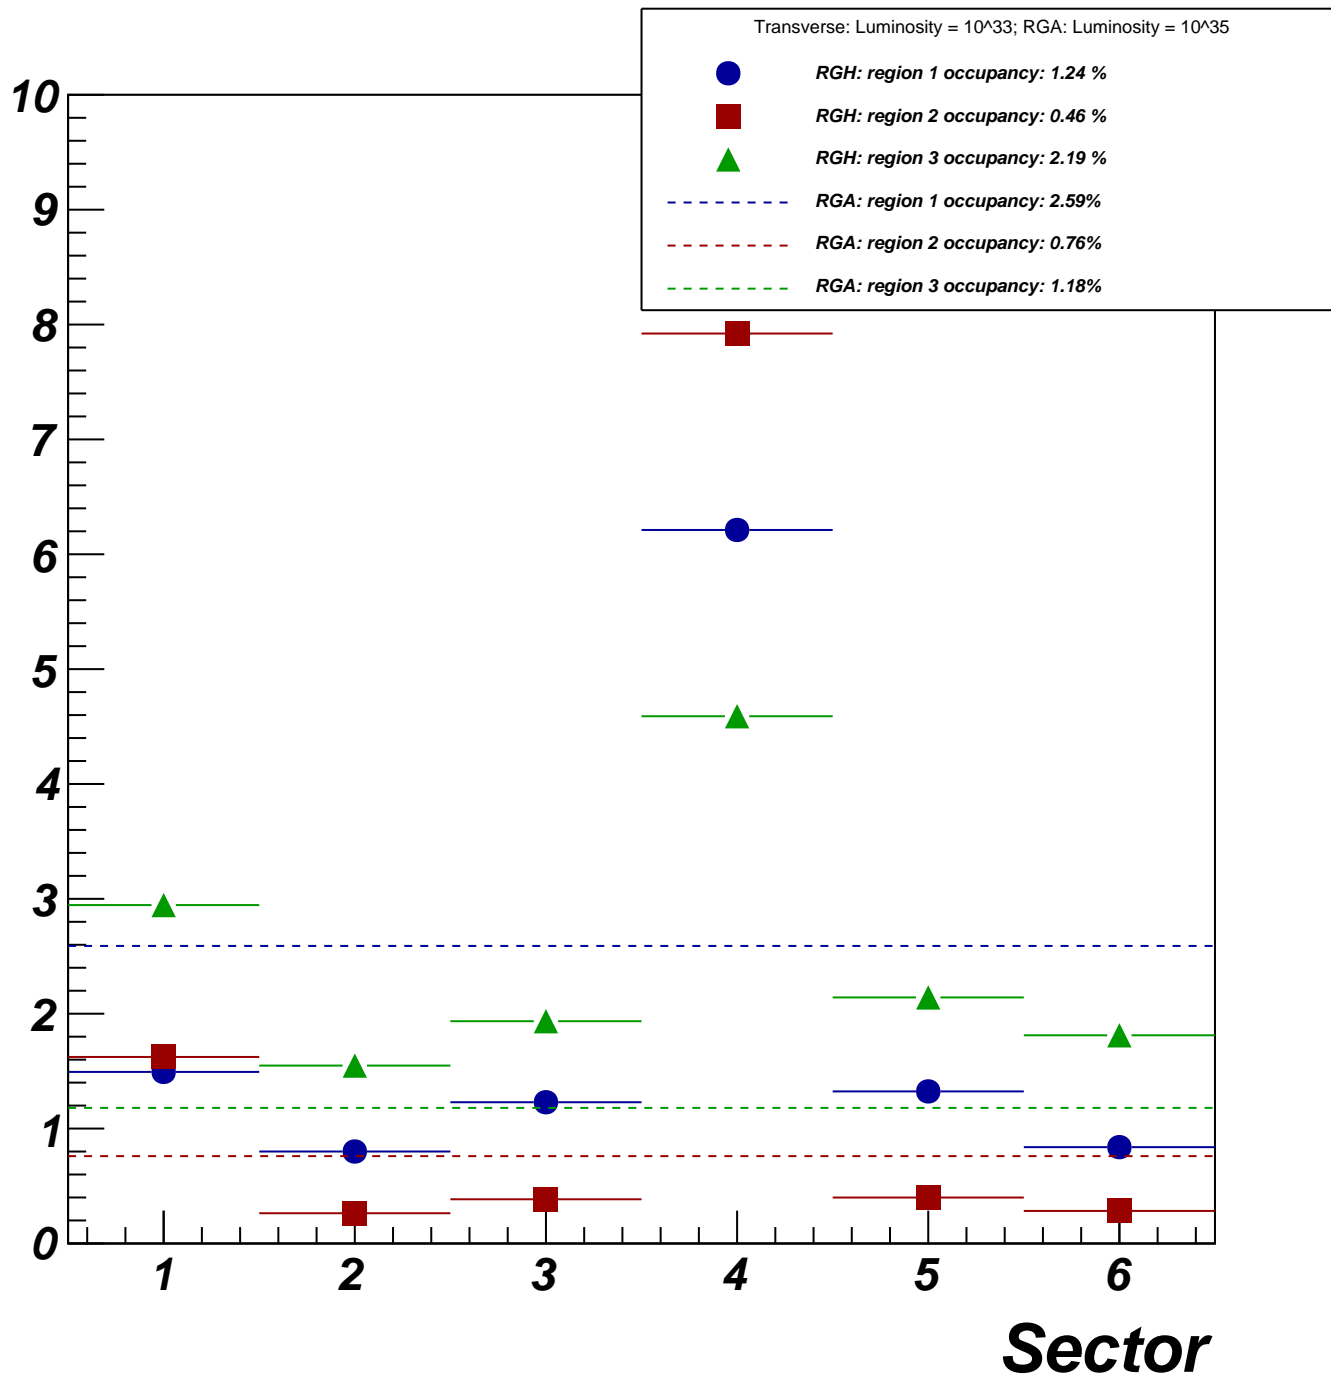 Transverse: Luminosity = 10^33; RGA: Luminosity = 10^35
RGH: region 1 occupancy: 1.24 %
RGH: region 2 occupancy: 0.46 %
RGH: region 3 occupancy: 2.19 %
RGA: region 1 occupancy: 2.59%
RGA: region 2 occupancy: 0.76%
RGA: region 3 occupancy: 1.18%
10
9
8
7
6
5
4
3
2
1
0
1 2 3 4 5 6
Sector